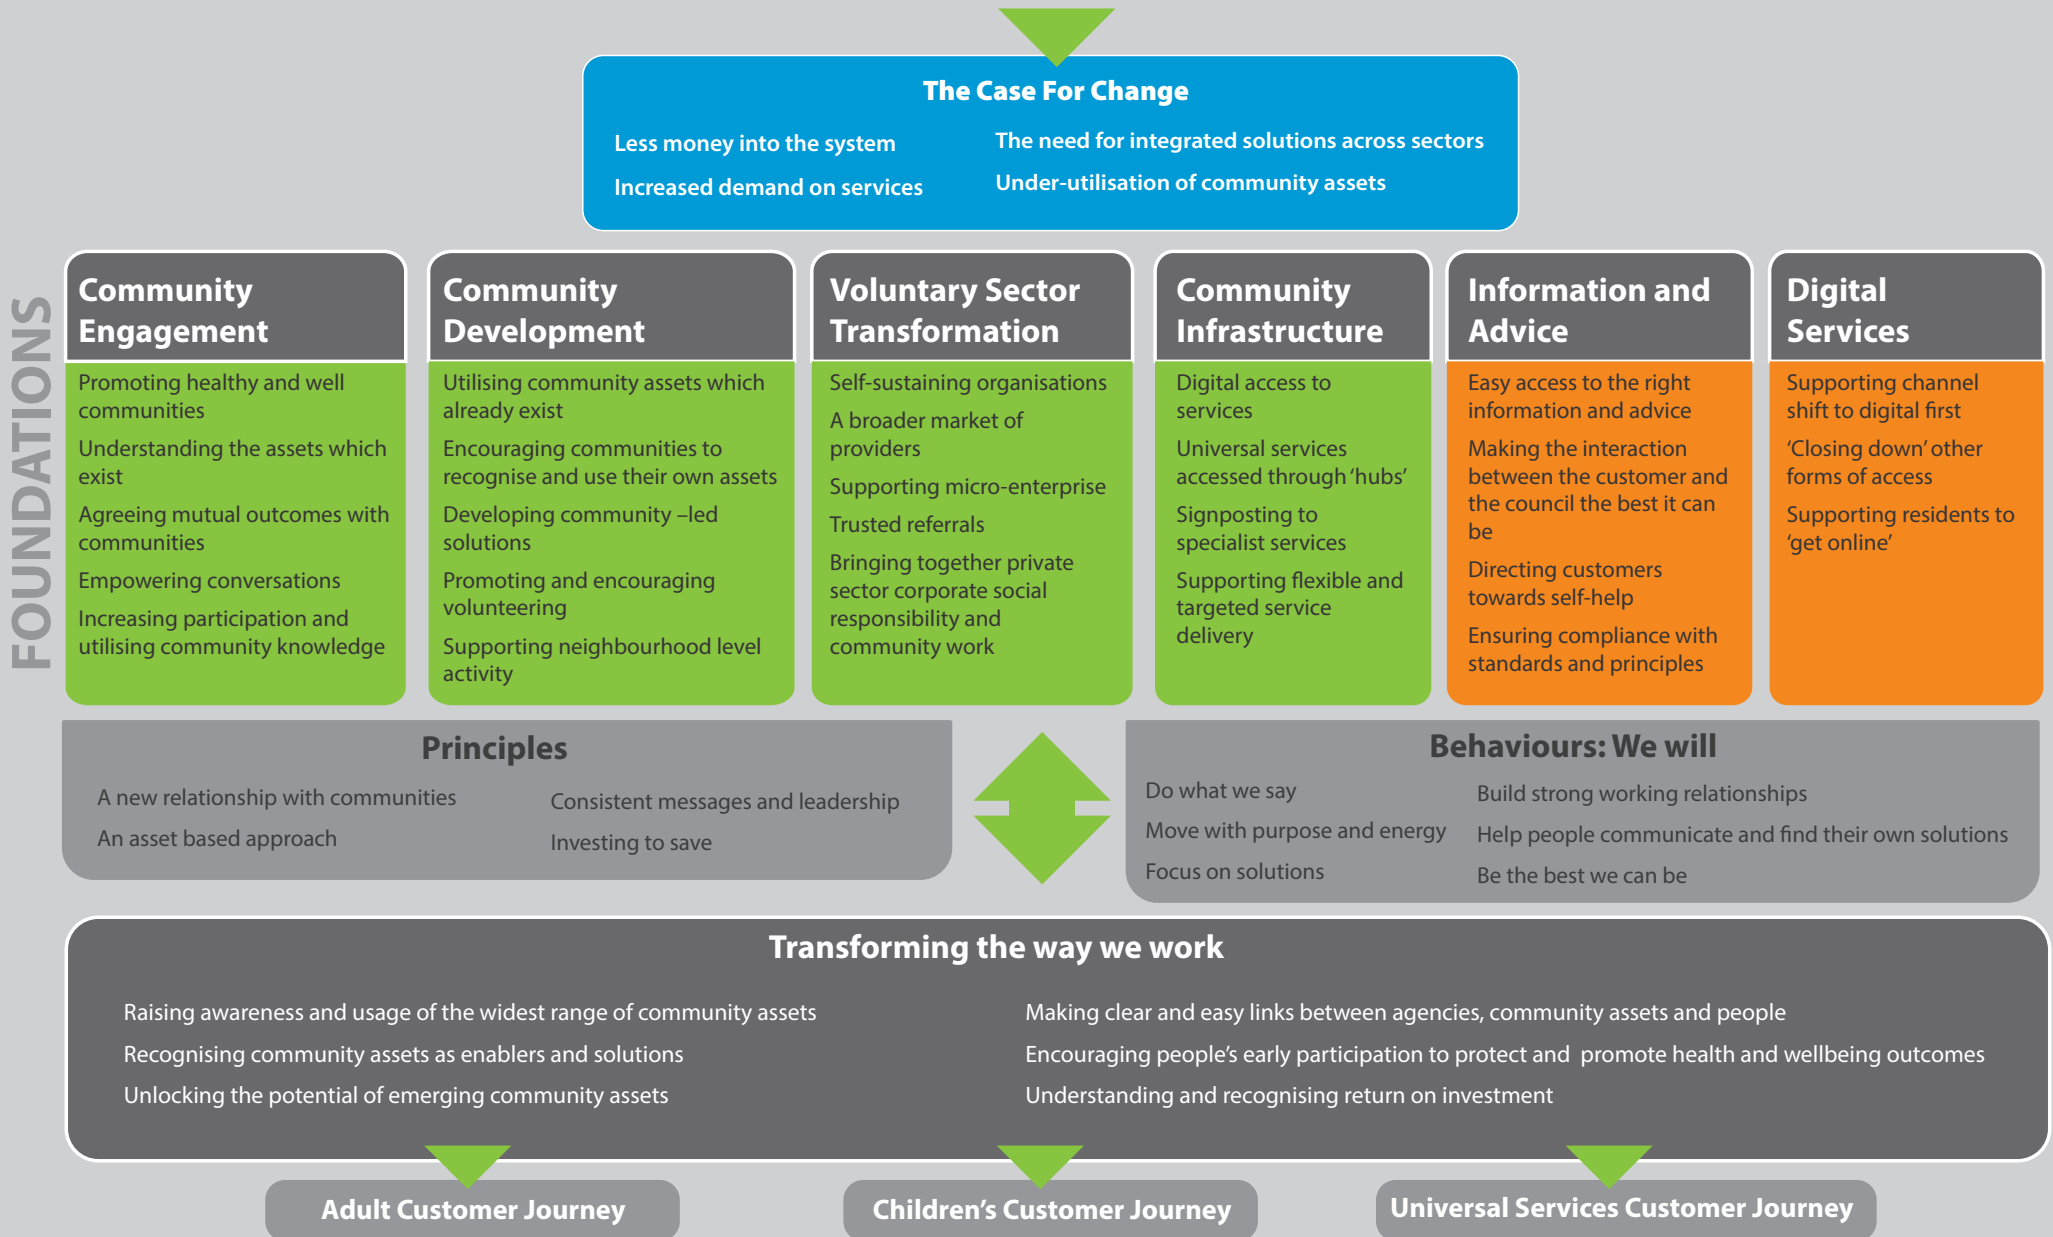 The Case For Change
Less money into the system
Increased demand on services
The need for integrated solutions across sectors
Under-utilisation of community assets
FOUNDATIONS
Community
Engagement
Promoting healthy and well
communities
Understanding the assets which
exist
Agreeing mutual outcomes with
communities
Empowering conversations
Increasing participation and
utilising community knowledge
Community
Development
Utilising community assets which
already exist
Encouraging communities to
recognise and use their own assets
Developing community –led
solutions
Promoting and encouraging
volunteering
Supporting neighbourhood level
activity
Voluntary Sector
Transformation
Self-sustaining organisations
A broader market of
providers
Supporting micro-enterprise
Trusted referrals
Bringing together private
sector corporate social
responsibility and
community work
Community
Infrastructure
Digital access to
services
Universal services
accessed through ‘hubs’
Signposting to
specialist services
Supporting flexible and
targeted service
delivery
Information and
Advice
Easy access to the right
information and advice
Making the interaction
between the customer and
the council the best it can
be
Directing customers
towards self-help
Ensuring compliance with
standards and principles
Digital
Services
Supporting channel
shift to digital first
‘Closing down’ other
forms of access
Supporting residents to
‘get online’
Principles
A new relationship with communities
An asset based approach
Consistent messages and leadership
Investing to save
Behaviours: We will
Do what we say
Move with purpose and energy
Focus on solutions
Build strong working relationships
Help people communicate and find their own solutions
Be the best we can be
Transforming the way we work
Raising awareness and usage of the widest range of community assets
Recognising community assets as enablers and solutions
Unlocking the potential of emerging community assets
Making clear and easy links between agencies, community assets and people
Encouraging people’s early participation to protect and  promote health and wellbeing outcomes
Understanding and recognising return on investment
Adult Customer Journey
Children’s Customer Journey
Universal Services Customer Journey